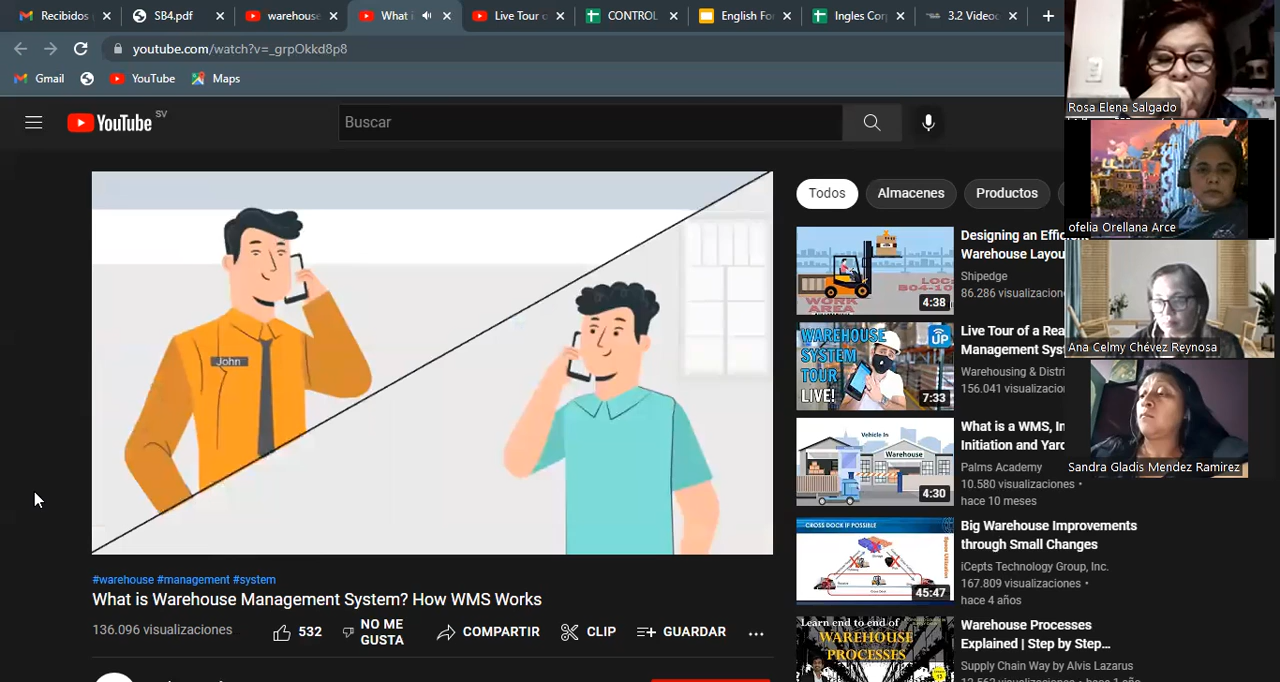 Recibidos
SB4.pdf
warehouse
What i
Live Tour o
CONTROL
English For
Ingles Cor
3.2 Videoc
youtube.com/watch?v=_grpOkkd8p8
Gmail
YouTube
Maps
YouTube SV
Buscar
John
Todos
Almacenes
Productos
WORK AREA
4:38
Designing an Effici
Warehouse Layou
Shipedge
86.286 visualizacion
WAREHOUSE SYSTEM TOUR LIVE!
UP
7:33
Live Tour of a Rea
Management Sys
Warehousing & Distri
156.041 visualizacio
Vehicle In
Warehouse
4:30
What is a WMS, In
Initiation and Yard
Palms Academy
10.580 visualizaciones •
hace 10 meses
CROSS DOCK IF POSSIBLE
45:47
Big Warehouse Improvements
through Small Changes
iCepts Technology Group, Inc.
167.809 visualizaciones •
hace 4 años
Learn end to end of
WAREHOUSE
PROCESSES
Warehouse Processes
Explained | Step by Step...
Supply Chain Way by Alvis Lazarus
#warehouse #management #system
What is Warehouse Management System? How WMS Works
136.096 visualizaciones
532
NO ME GUSTA
COMPARTIR
CLIP
GUARDAR
Rosa Elena Salgado
ofelia Orellana Arce
Ana Celmy Chévez Reynosa
Sandra Gladis Mendez Ramirez